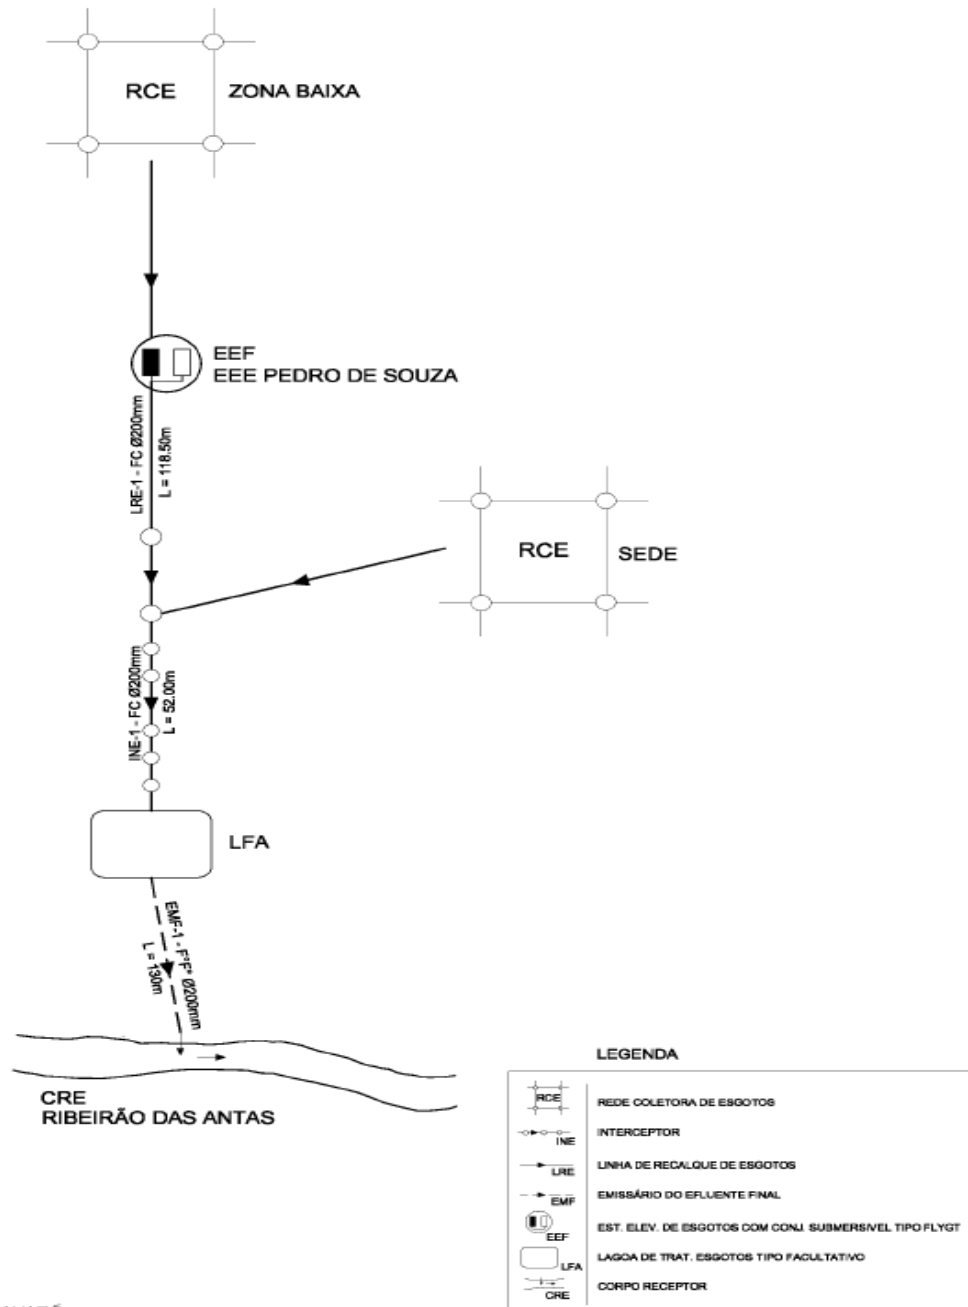 RCE
ZONA BAIXA
EEF
EEE PEDRO DE SOUZA
LRE-1 - FC Ø200mm
L = 118.50m
RCE
SEDE
INE-1 - FC Ø200mm
L = 52.00m
LFA
EMF-1 - FºFº Ø200mm
L = 130m
CRE
RIBEIRÃO DAS ANTAS
LEGENDA
RCE
REDE COLETORA DE ESGOTOS
INE
INTERCEPTOR
LRE
LINHA DE RECALQUE DE ESGOTOS
EMF
EMISSÁRIO DO EFLUENTE FINAL
EEF
EST. ELEV. DE ESGOTOS COM CONJ. SUBMERSIVEL TIPO FLYGT
LFA
LAGOA DE TRAT. ESGOTOS TIPO FACULTATIVO
CRE
CORPO RECEPTOR